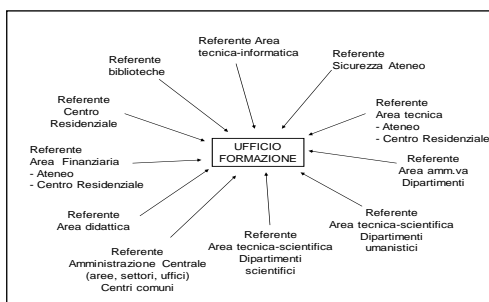 Referente Area
tecnica-informatica
Referente
biblioteche
Referente
Sicurezza Ateneo
Referente
Centro
Residenziale
Referente
Area tecnica
- Ateneo
- Centro Residenziale
UFFICIO
FORMAZIONE
Referente
Area Finanziaria
- Ateneo
- Centro Residenziale
Referente
Area amm.va
Dipartimenti
Referente
Area didattica
Referente
Area tecnica-scientifica
Dipartimenti
umanistici
Referente
Amministrazione Centrale
(aree, settori, uffici)
Centri comuni
Referente
Area tecnica-scientifica
Dipartimenti
scientifici